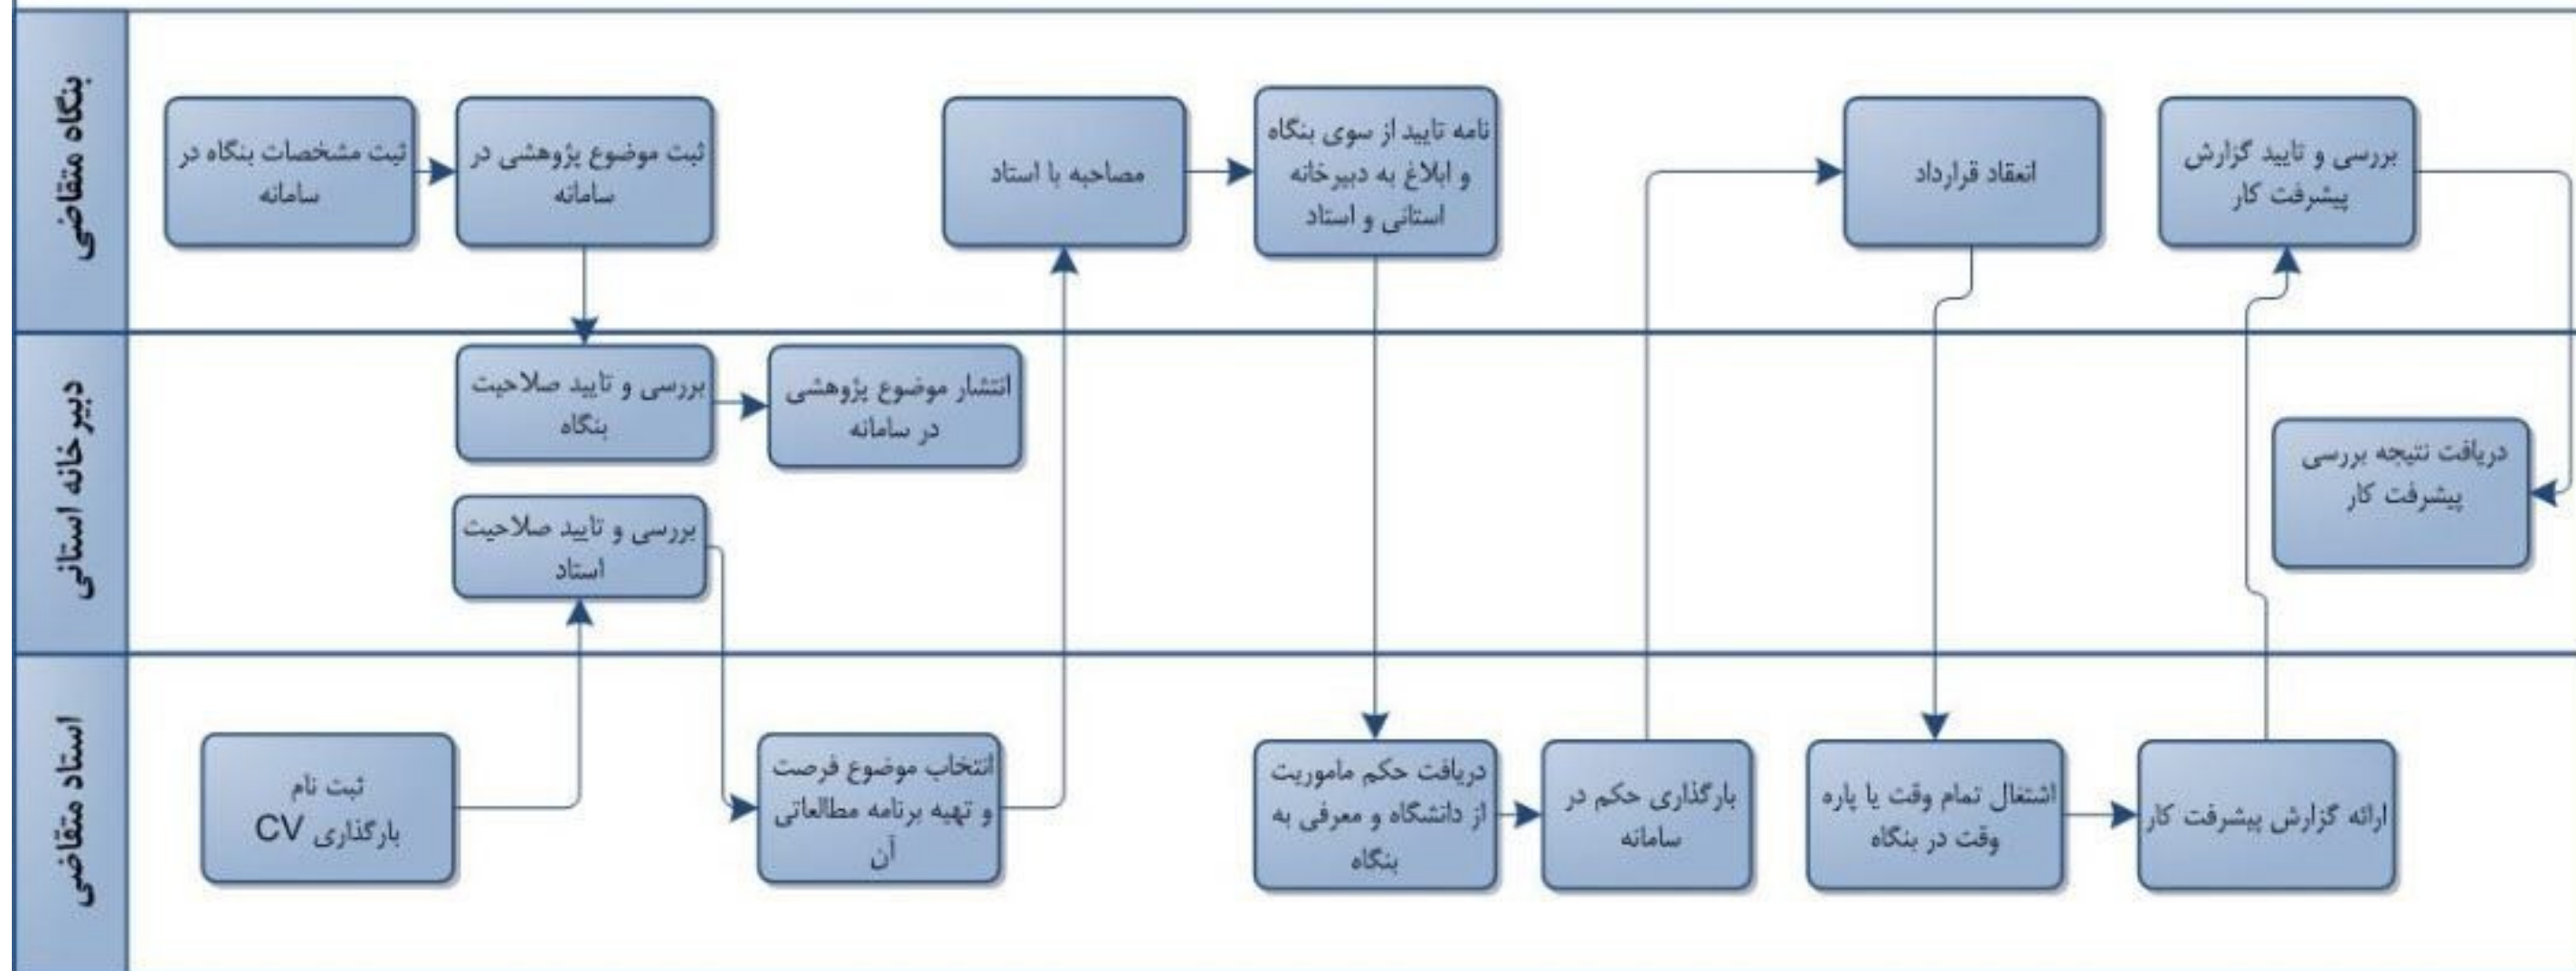 بنگاه متقاضی
ثبت مشخصات بنگاه در
سامانه
ثبت موضوع پژوهشی در
سامانه
مصاحبه با استاد
نامه تایید از سوی بنگاه
و ابلاغ به دبیرخانه
استانی و استاد
انعقاد قرارداد
بررسی و تایید گزارش
پیشرفت کار
دبیرخانه استانی
بررسی و تایید صلاحیت
بنگاه
انتشار موضوع پژوهشی
در سامانه
بررسی و تایید صلاحیت
استاد
دریافت نتیجه بررسی
پیشرفت کار
استاد متقاضی
ثبت نام
بارگذاری CV
انتخاب موضوع فرصت
و تهیه برنامه مطالعاتی
آن
دریافت حکم ماموریت
از دانشگاه و معرفی به
بنگاه
بارگذاری حکم در
سامانه
اشتغال تمام وقت یا پاره
وقت در بنگاه
ارائه گزارش پیشرفت کار